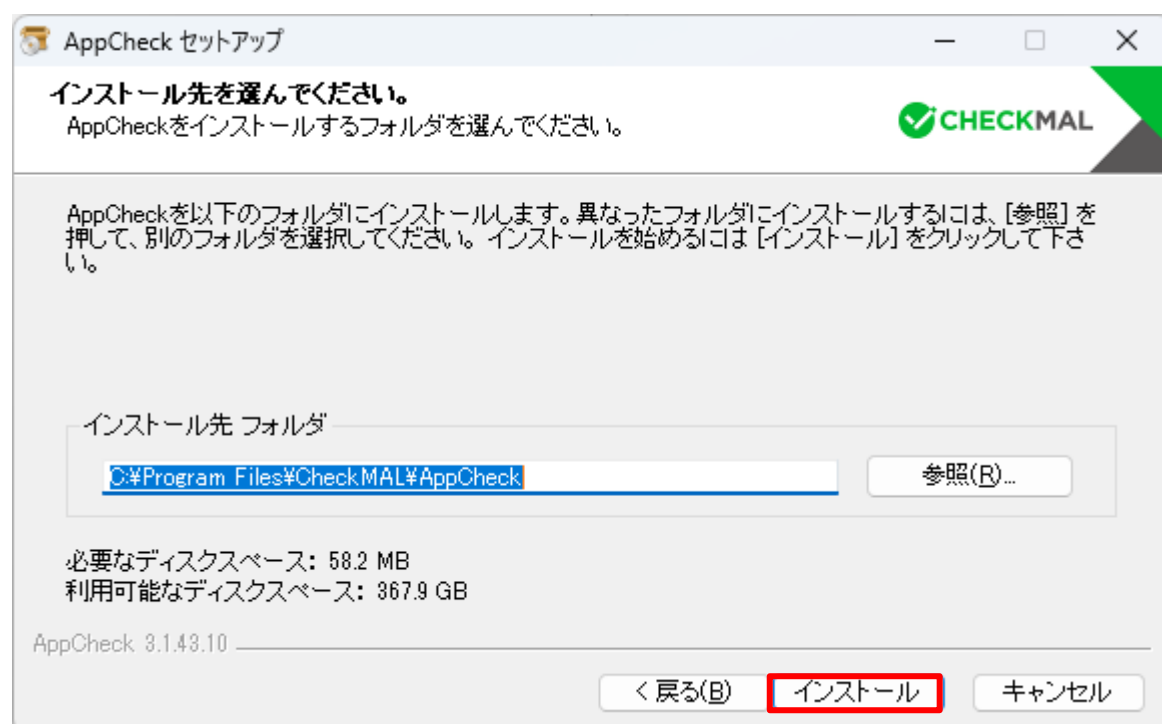 AppCheck セットアップ
インストール先を選んでください。
AppCheckをインストールするフォルダを選んでください。
CHECKMAL
AppCheckを以下のフォルダにインストールします。異なったフォルダにインストールするには、[参照] を
押して、別のフォルダを選択してください。 インストールを始めるには [インストール] をクリックして下さ
い。
インストール先 フォルダ
C:¥Program Files¥CheckMAL¥AppCheck
参照(R)...
必要なディスクスペース: 58.2 MB
利用可能なディスクスペース: 367.9 GB
AppCheck 3.1.43.10
< 戻る(B)
インストール
キャンセル